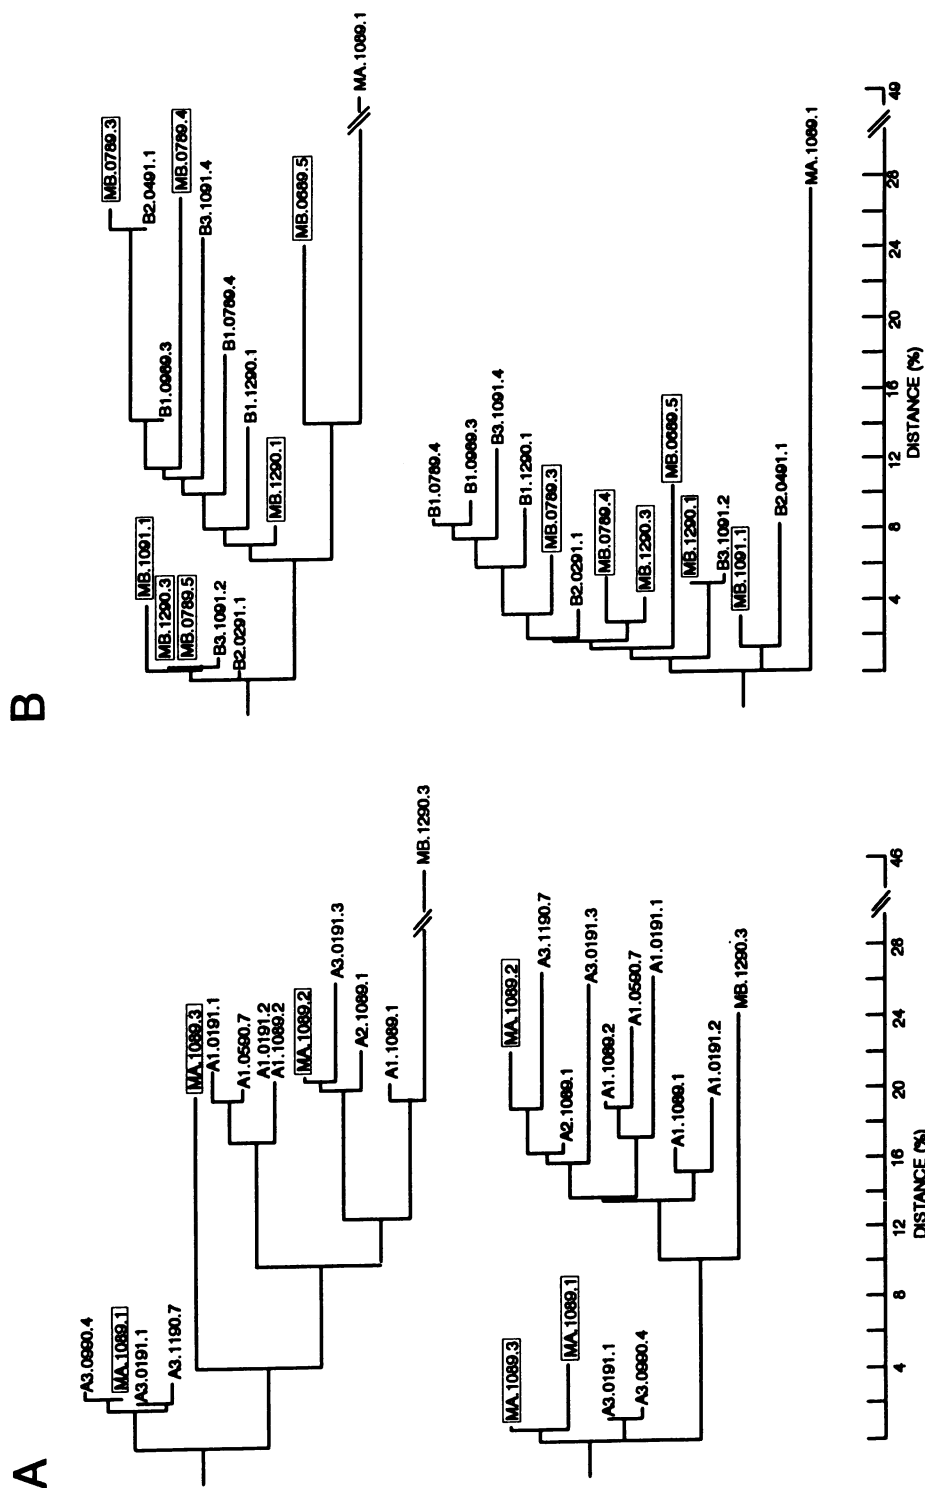 A
A3.0990.4
MA.1089.1
A3.0191.1
A3.1190.7
MA.1089.3
A1.0191.1
A1.0590.7
A1.0191.2
A1.1089.2
MA.1089.2
A3.0191.3
A2.1089.1
A1.1089.1
MB.1290.3
MA.1089.3
MA.1089.1
A3.0191.1
A3.0990.4
MA.1089.2
A3.1190.7
A2.1089.1
A3.0191.3
A1.1089.2
A1.0590.7
A1.0191.1
A1.1089.1
A1.0191.2
MB.1290.3
4 8 12 16 20 24 28 46
DISTANCE (%)
B
MB.1091.1
MB.1290.3
MB.0789.5
B3.1091.2
B2.0291.1
MB.0789.3
B2.0491.1
B1.0989.3
MB.0789.4
B3.1091.4
B1.0789.4
B1.1290.1
MB.1290.1
MB.0689.5
MA.1089.1
B1.0789.4
B1.0989.3
B3.1091.4
B1.1290.1
MB.0789.3
B2.0291.1
MB.0789.4
MB.1290.3
MB.0689.5
MB.1290.1
B3.1091.2
MB.1091.1
B2.0491.1
MA.1089.1
4 8 12 16 20 24 28 49
DISTANCE (%)